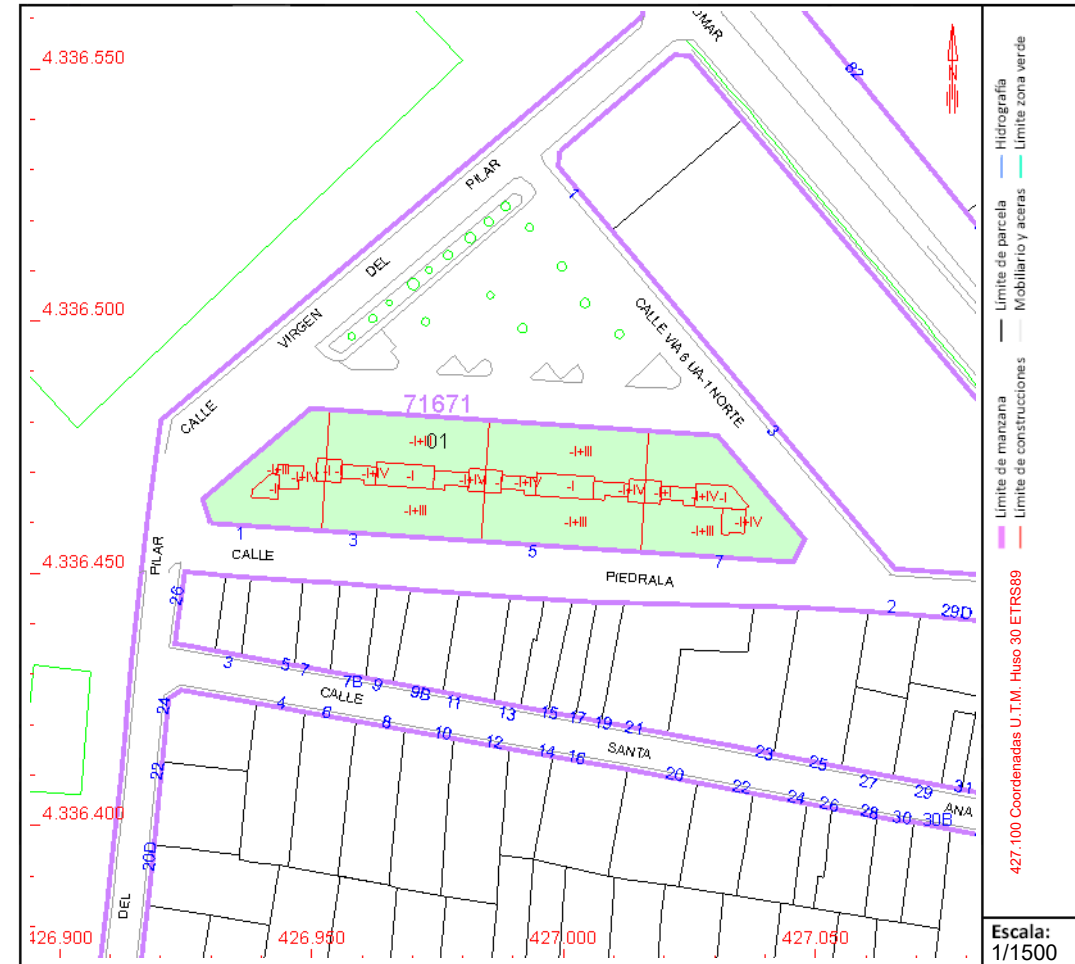 OMAR
4.336.550
82
N
PILAR
1
DEL
VIRGEN
4.336.500
CALLE VIA 6 UA-1 NORTE
CALLE
71671
3
-I+III
01
-I+III
-I+III
-I+IV
-I
-I
-I
-I+IV
-I
-I+IV
-I+IV
-I
-I+IV
-I+I
-I+IV
-I
-I+III
-I+III
-I+III
-I+IV
1
3
5
7
PILAR
CALLE
4.336.450
PIEDRALA
26
2
29D
3
5
7
7B
9
9B
11
13
15
17
19
21
23
25
27
29
31
CALLE
SANTA
ANA
24
4
6
8
10
12
14
16
20
22
24
26
28
30
30B
22
4.336.400
20D
DEL
426.900
426.950
427.000
427.050
Límite de manzana
Límite de parcela
Hidrografía
Límite de construcciones
Mobiliario y aceras
Límite zona verde
427.100 Coordenadas U.T.M. Huso 30 ETRS89
Escala:
1/1500